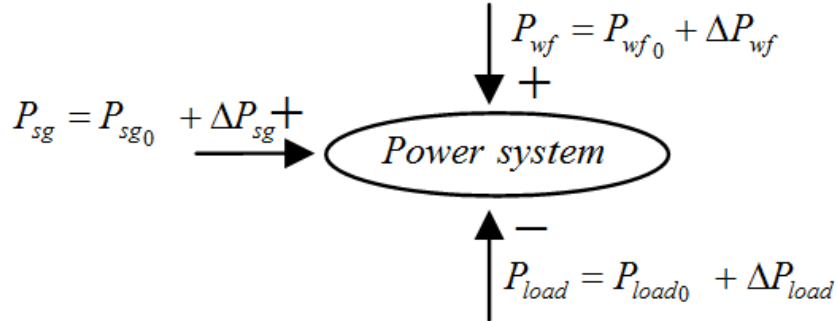 P_wf = P_wf0 + ΔP_wf
+
P_sg = P_sg0 + ΔP_sg +
Power system
−
P_load = P_load0 + ΔP_load